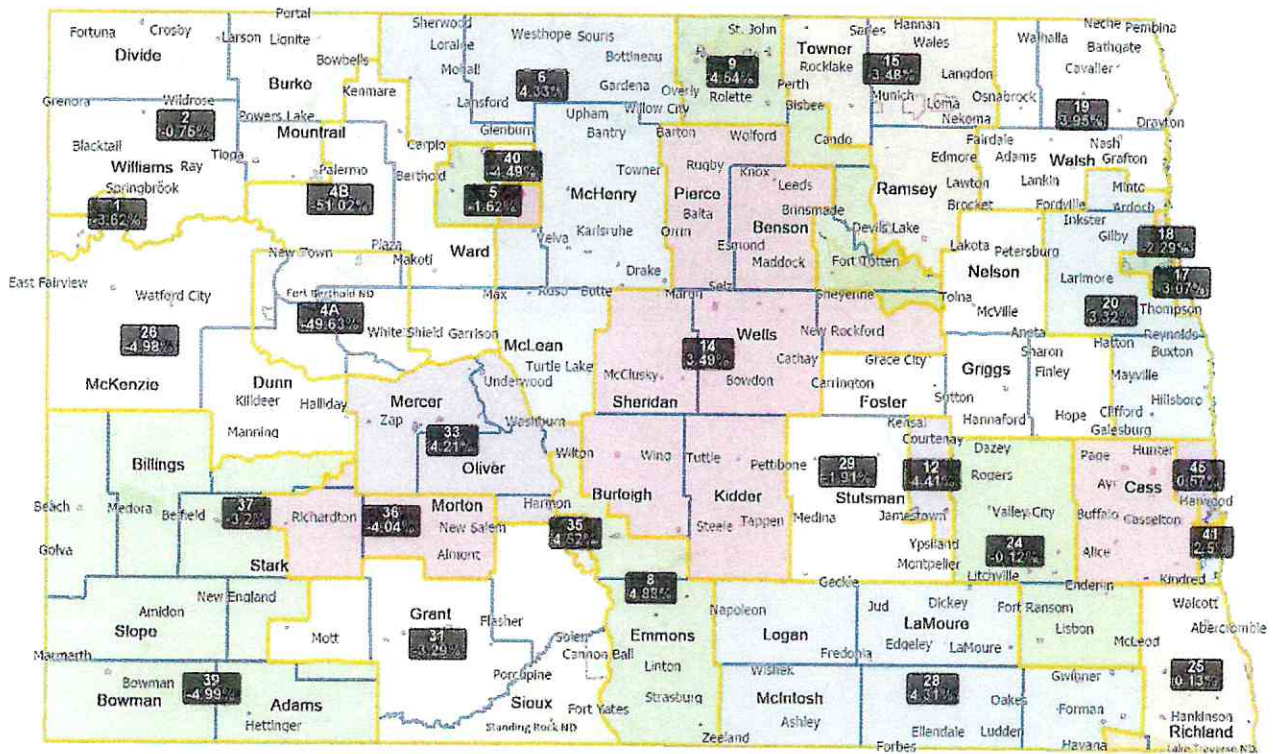 Portal
Fortuna
Crosby
Divide
Larson
Lignite
Burke
Bowbells
Kenmare
Sherwood
Loraine
Mohall
Lansford
Westhope Souris
Bottineau
Gardena
6
4.33%
Willow City
Upham
Bantry
Glenburn
St. John
9
4.54%
Overly
Rolette
Perth
Bisbee
Towner
Rocklake
Sarles
Hannah
Wales
15
-3.48%
Munich
Langdon
Loma
Nekoma
Osnabrock
Walhalla
Neche Pembina
Bathgate
Cavalier
19
-3.95%
Drayton
Grenora
Wildrose
2
-0.75%
Powers Lake
Mountrail
Blacktail
Williams
Ray
Tioga
Springbrook
1
-3.62%
Palermo
4B
-51.02%
Carpio
Berthold
40
-4.49%
5
-1.62%
Towner
McHenry
Karlsruhe
Velva
Drake
Barton
Wolford
Rugby
Pierce
Balta
Orrin
Knox
Leeds
Brinsmade
Benson
Esmond
Maddock
Selz
Cando
Edmore
Ramsey
Lawton
Brocket
Devils Lake
Fort Totten
Fairdale
Adams
Lankin
Walsh
Nash
Grafton
Minto
Ardoch
Fordville
Inkster
Gilby
18
-2.29%
Larimore
17
3.07%
20
3.32%
Thompson
Reynolds
Lakota
Petersburg
Nelson
McVille
Tolna
Aneta
East Fairview
Watford City
26
-4.98%
McKenzie
New Town
Plaza
Makoti
Ward
Fort Berthold ND
4A
-49.63%
White Shield
Garrison
Max
Ruso
Butte
McLean
Turtle Lake
Underwood
Washburn
Martin
Sheyenne
Wells
14
3.49%
New Rockford
Cathay
McClusky
Bowdon
Sheridan
Grace City
Carrington
Foster
Griggs
Sutton
Hannaford
Sharon
Finley
Hope
Hatton
Mayville
Clifford
Galesburg
Buxton
Hillsboro
Dunn
Killdeer
Halliday
Manning
Mercer
Zap
33
4.21%
Oliver
Wilton
Wing
Burleigh
Tuttle
Kidder
Steele
Tappen
Pettibone
29
-1.91%
Stutsman
Medina
Kensal
Courtenay
12
-4.41%
Jamestown
Ypsilanti
Montpelier
Dazey
Rogers
Valley City
24
-0.12%
Litchville
Page
Hunter
Ayr
Cass
46
0.57%
Harwood
Buffalo
Casselton
Alice
41
2.5%
Kindred
Enderlin
Billings
Beach
Medora
Belfield
37
-3.2%
Golva
Stark
Richardton
36
-4.04%
Morton
New Salem
Almont
Harmon
35
4.52%
8
4.88%
New England
Amidon
Slope
Marmarth
Mott
Grant
31
-3.29%
Flasher
Solen
Cannon Ball
Porcupine
Sioux
Fort Yates
Standing Rock ND
Bowman
39
-4.99%
Bowman
Adams
Hettinger
Emmons
Linton
Strasburg
Zeeland
Geckle
Napoleon
Logan
Fredonia
Wishek
McIntosh
Ashley
Jud
Dickey
LaMoure
Edgeley
LaMoure
28
4.31%
Oakes
Ellendale
Ludden
Forbes
Fort Ransom
Lisbon
McLeod
Gwinner
Forman
Havana
Walcott
Abercrombie
25
0.13%
Hankinson
Richland
Lake Traverse ND